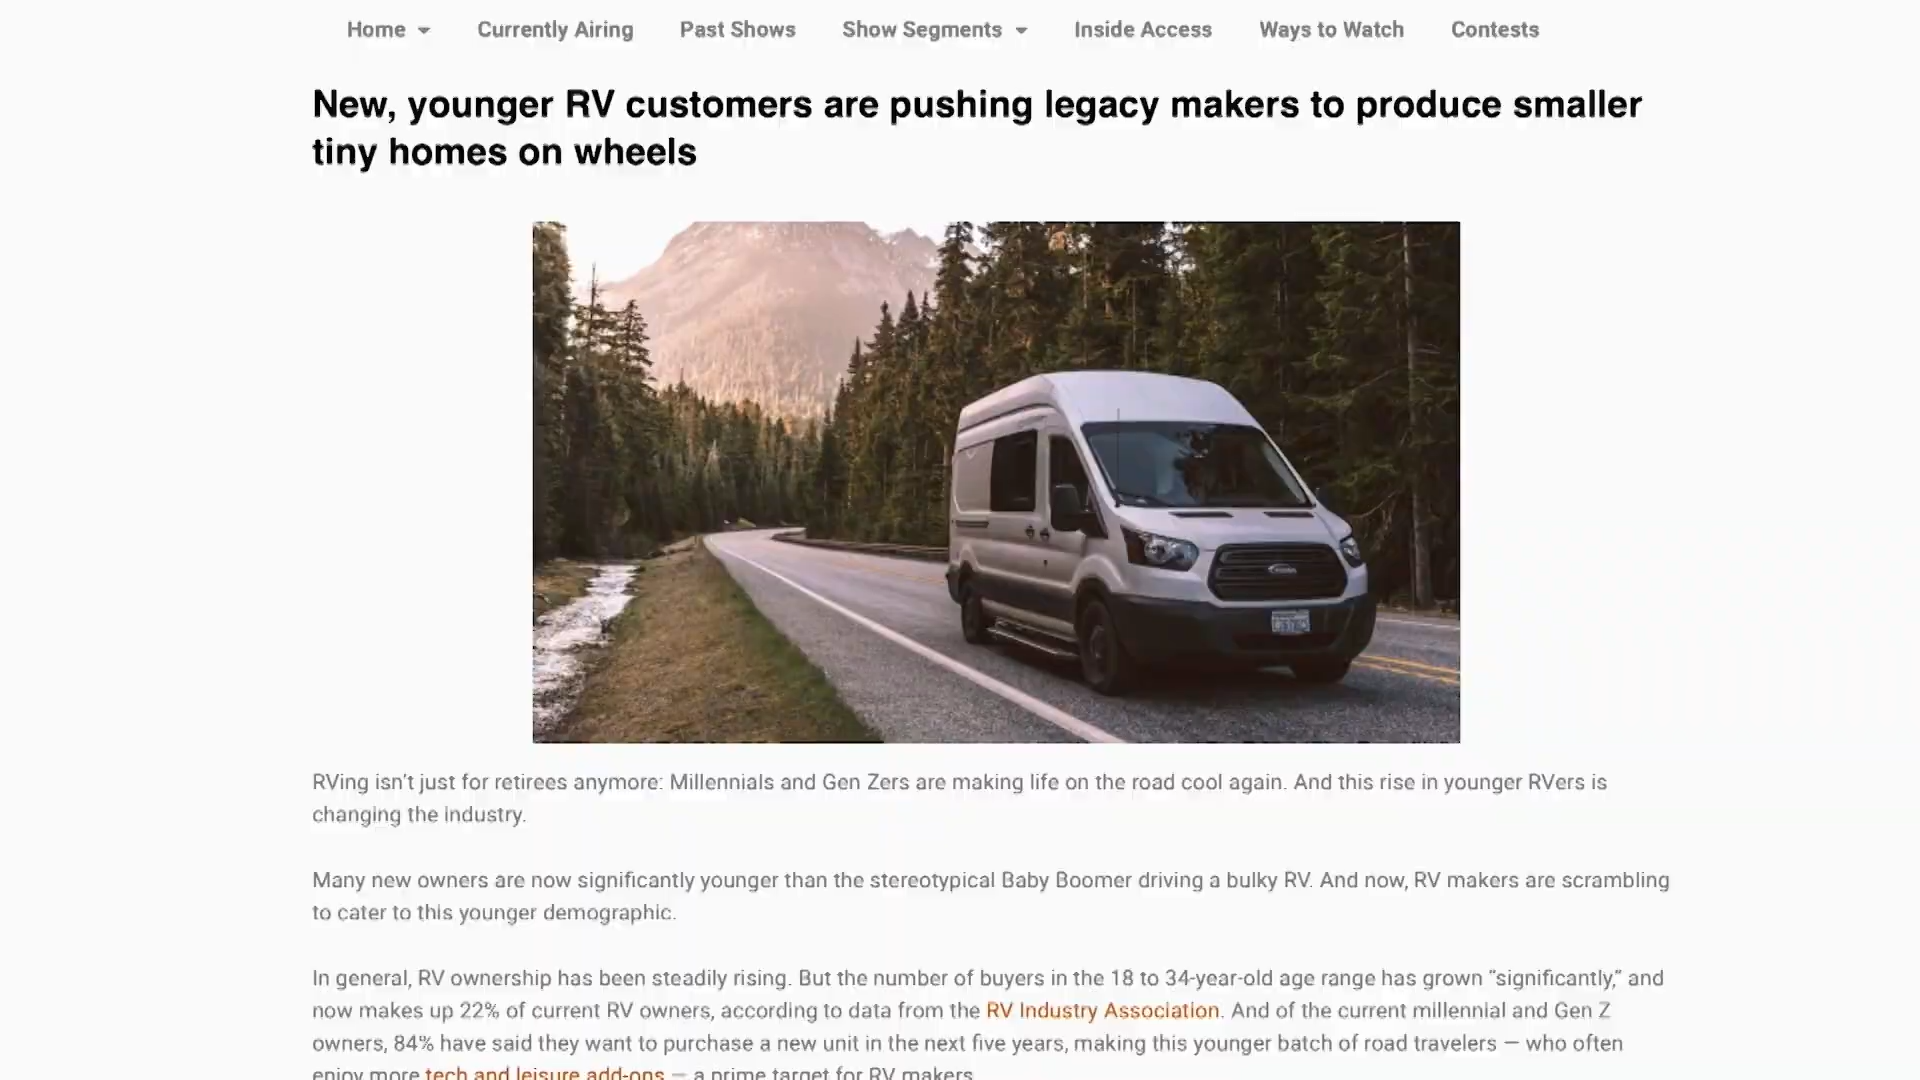 Home Currently Airing Past Shows Show Segments Inside Access Ways to Watch Contests
New, younger RV customers are pushing legacy makers to produce smaller
tiny homes on wheels
RVing isn't just for retirees anymore: Millennials and Gen Zers are making life on the road cool again. And this rise in younger RVers is
changing the industry.
Many new owners are now significantly younger than the stereotypical Baby Boomer driving a bulky RV. And now, RV makers are scrambling
to cater to this younger demographic.
In general, RV ownership has been steadily rising. But the number of buyers in the 18 to 34-year-old age range has grown “significantly,” and
now makes up 22% of current RV owners, according to data from the RV Industry Association. And of the current millennial and Gen Z
owners, 84% have said they want to purchase a new unit in the next five years, making this younger batch of road travelers — who often
enjoy more tech and leisure add-ons — a prime target for RV makers.